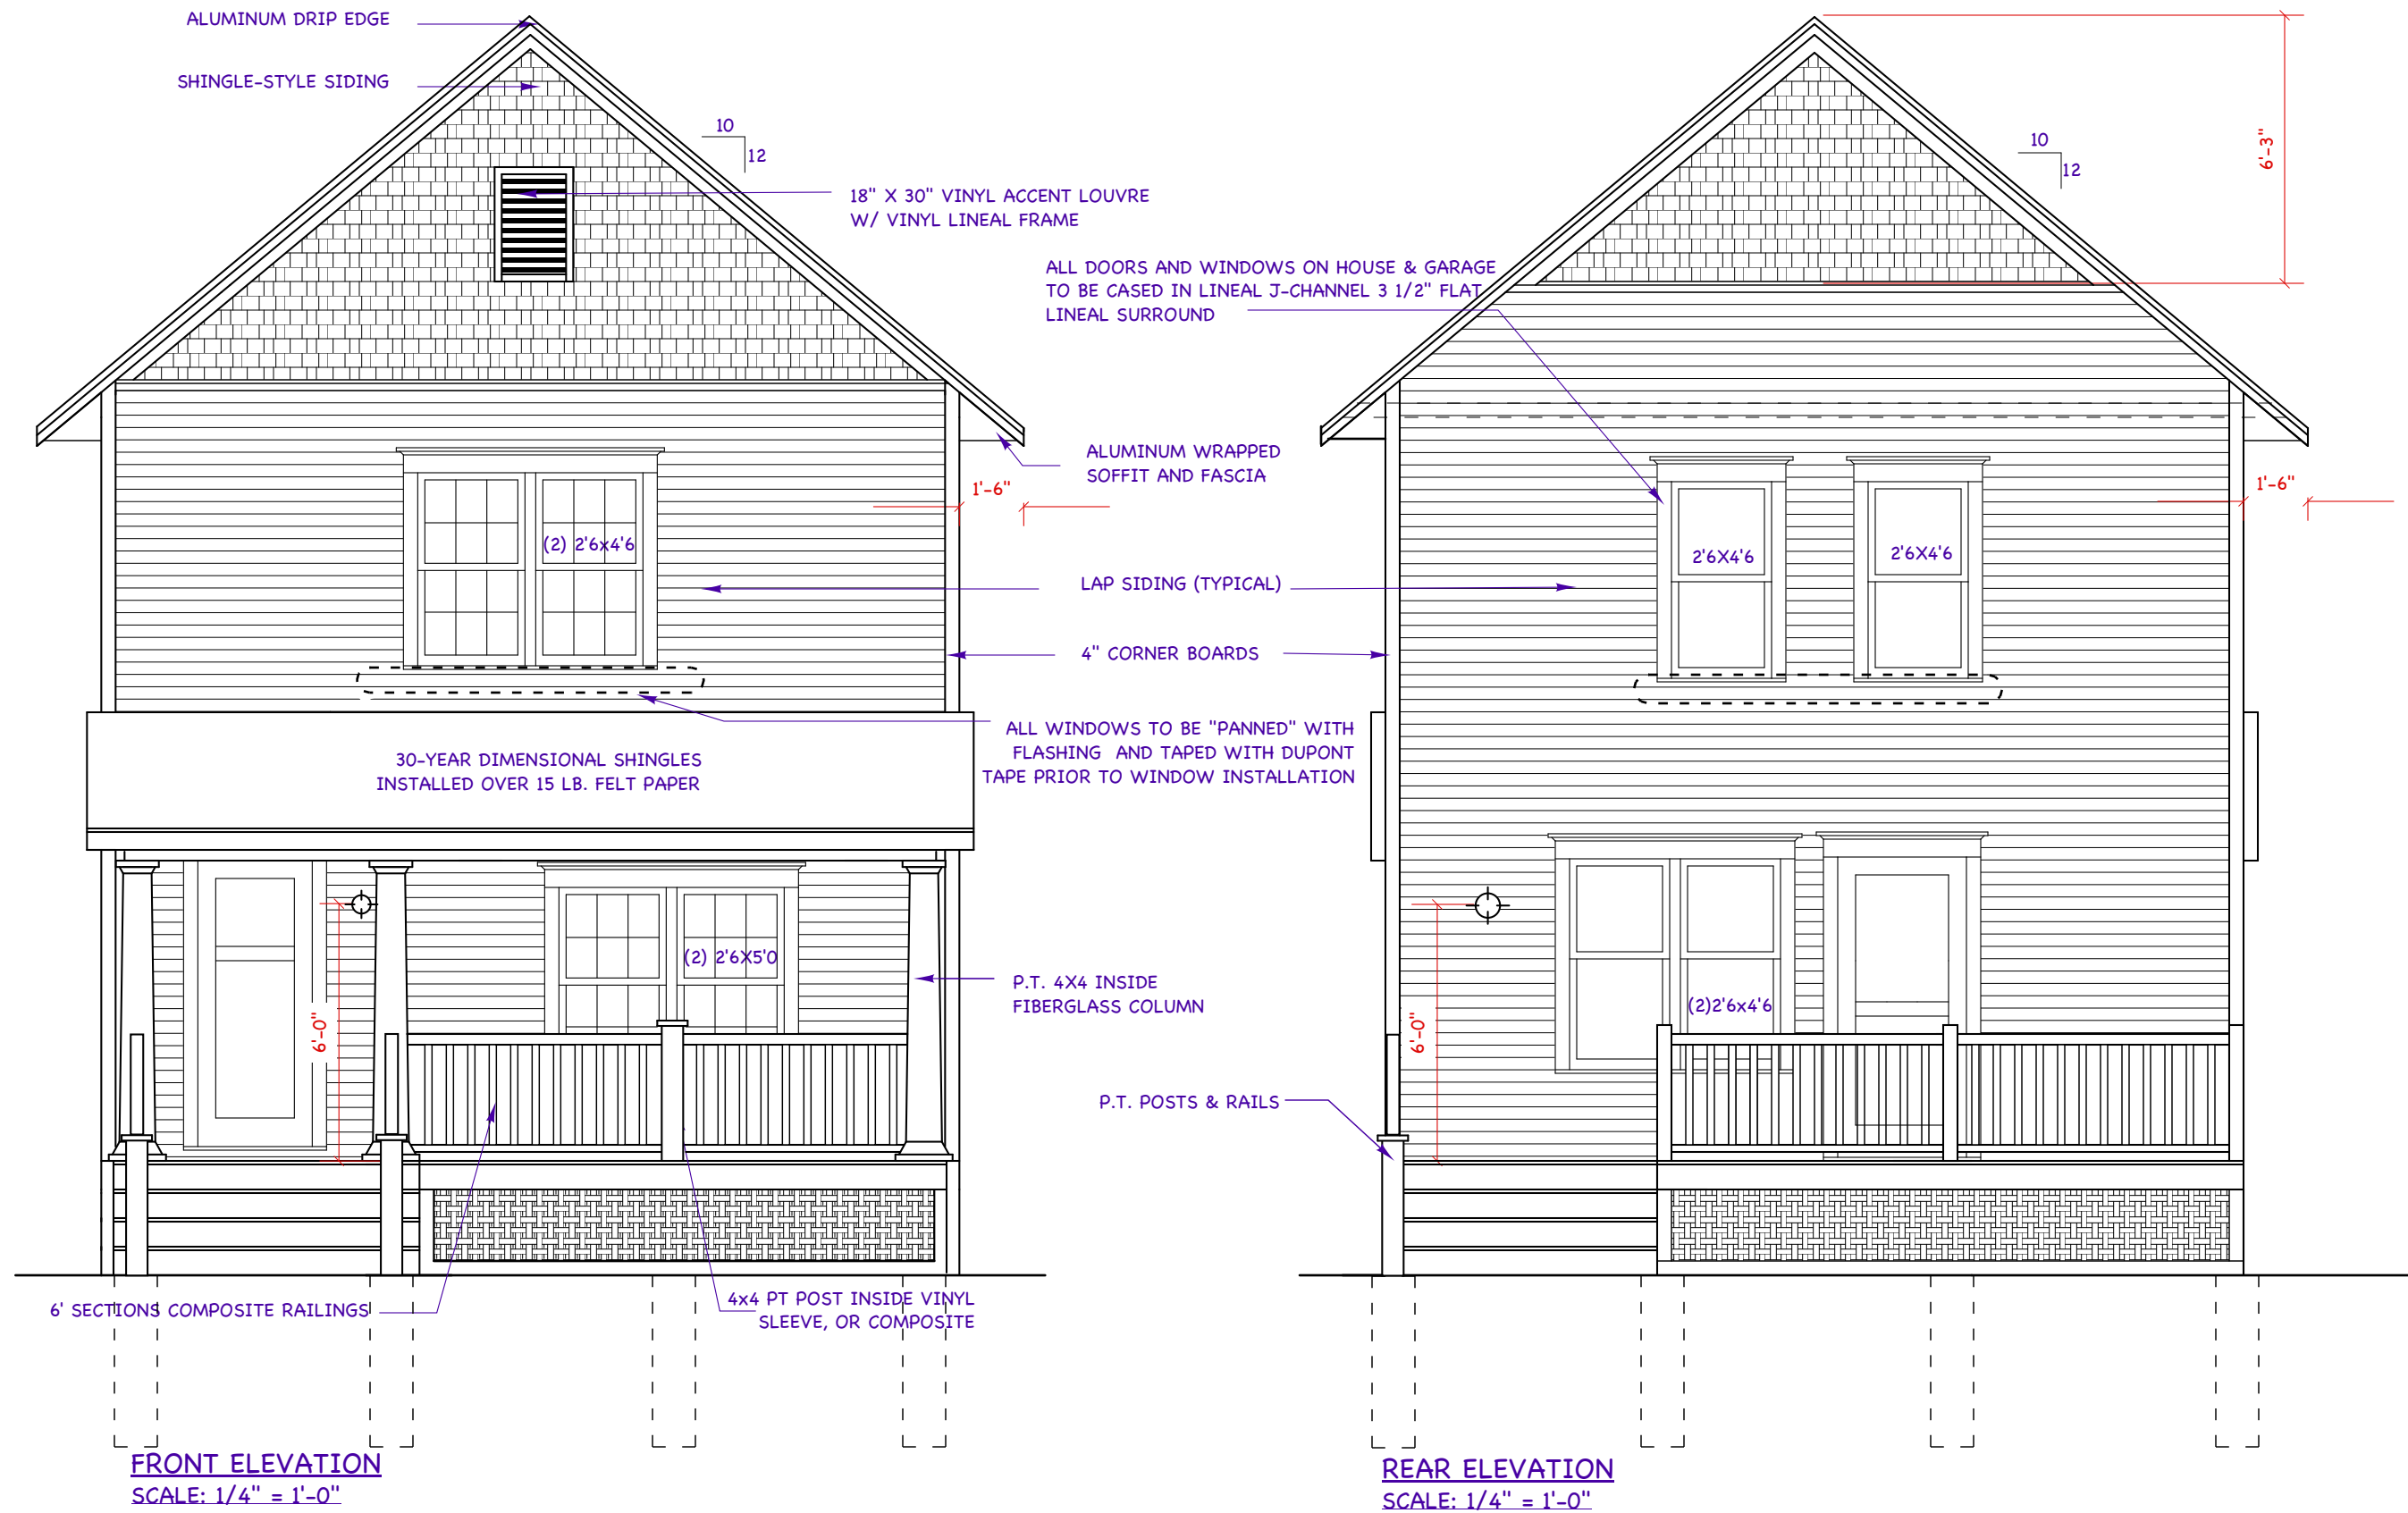 ALUMINUM DRIP EDGE
SHINGLE-STYLE SIDING
10
12
18" X 30" VINYL ACCENT LOUVRE
W/ VINYL LINEAL FRAME
10
12
6'-3"
ALL DOORS AND WINDOWS ON HOUSE & GARAGE
TO BE CASED IN LINEAL J-CHANNEL 3 1/2" FLAT
LINEAL SURROUND
ALUMINUM WRAPPED
SOFFIT AND FASCIA
1'-6"
1'-6"
(2) 2'6x4'6
2'6X4'6
2'6X4'6
LAP SIDING (TYPICAL)
4" CORNER BOARDS
ALL WINDOWS TO BE "PANNED" WITH
FLASHING AND TAPED WITH DUPONT
TAPE PRIOR TO WINDOW INSTALLATION
30-YEAR DIMENSIONAL SHINGLES
INSTALLED OVER 15 LB. FELT PAPER
(2) 2'6X5'0
P.T. 4X4 INSIDE
FIBERGLASS COLUMN
(2)2'6x4'6
6'-0"
6'-0"
P.T. POSTS & RAILS
6' SECTIONS COMPOSITE RAILINGS
4x4 PT POST INSIDE VINYL
SLEEVE, OR COMPOSITE
FRONT ELEVATION
SCALE: 1/4" = 1'-0"
REAR ELEVATION
SCALE: 1/4" = 1'-0"